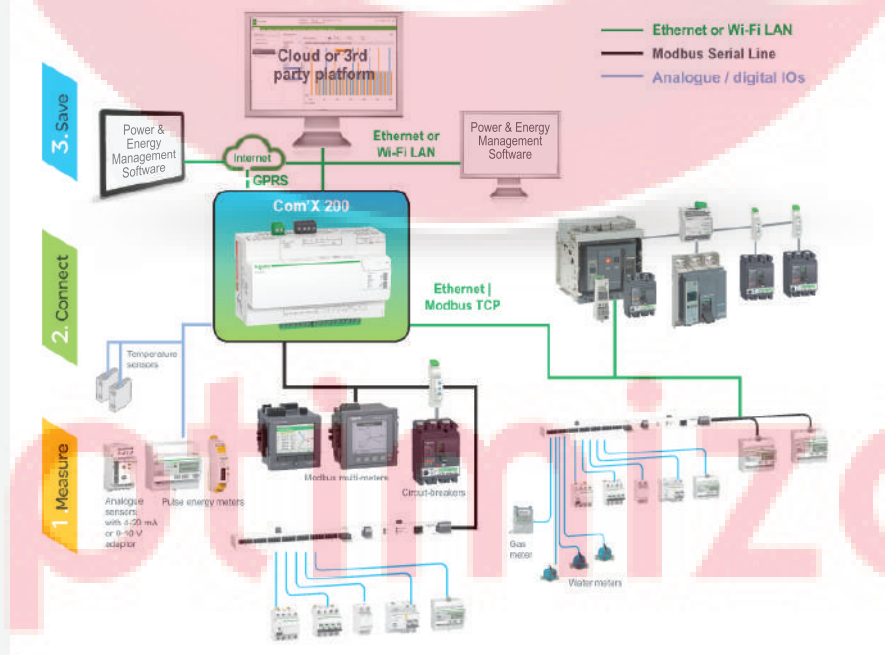 Ethernet or Wi-Fi LAN
Modbus Serial Line
Analogue / digital IOs
3. Save
Cloud or 3rd
party platform
Power &
Energy
Management
Software
Internet
GPRS
Ethernet or
Wi-Fi LAN
Power & Energy
Management
Software
2. Connect
Com'X 200
Ethernet |
Modbus TCP
Temperature
sensors
1. Measure
Analogue
sensors
with 4-20 mA
or 0-10 V
adaptor
Pulse energy meters
Modbus multi-meters
Circuit-breakers
Gas
meter
Water meters
ptimiz